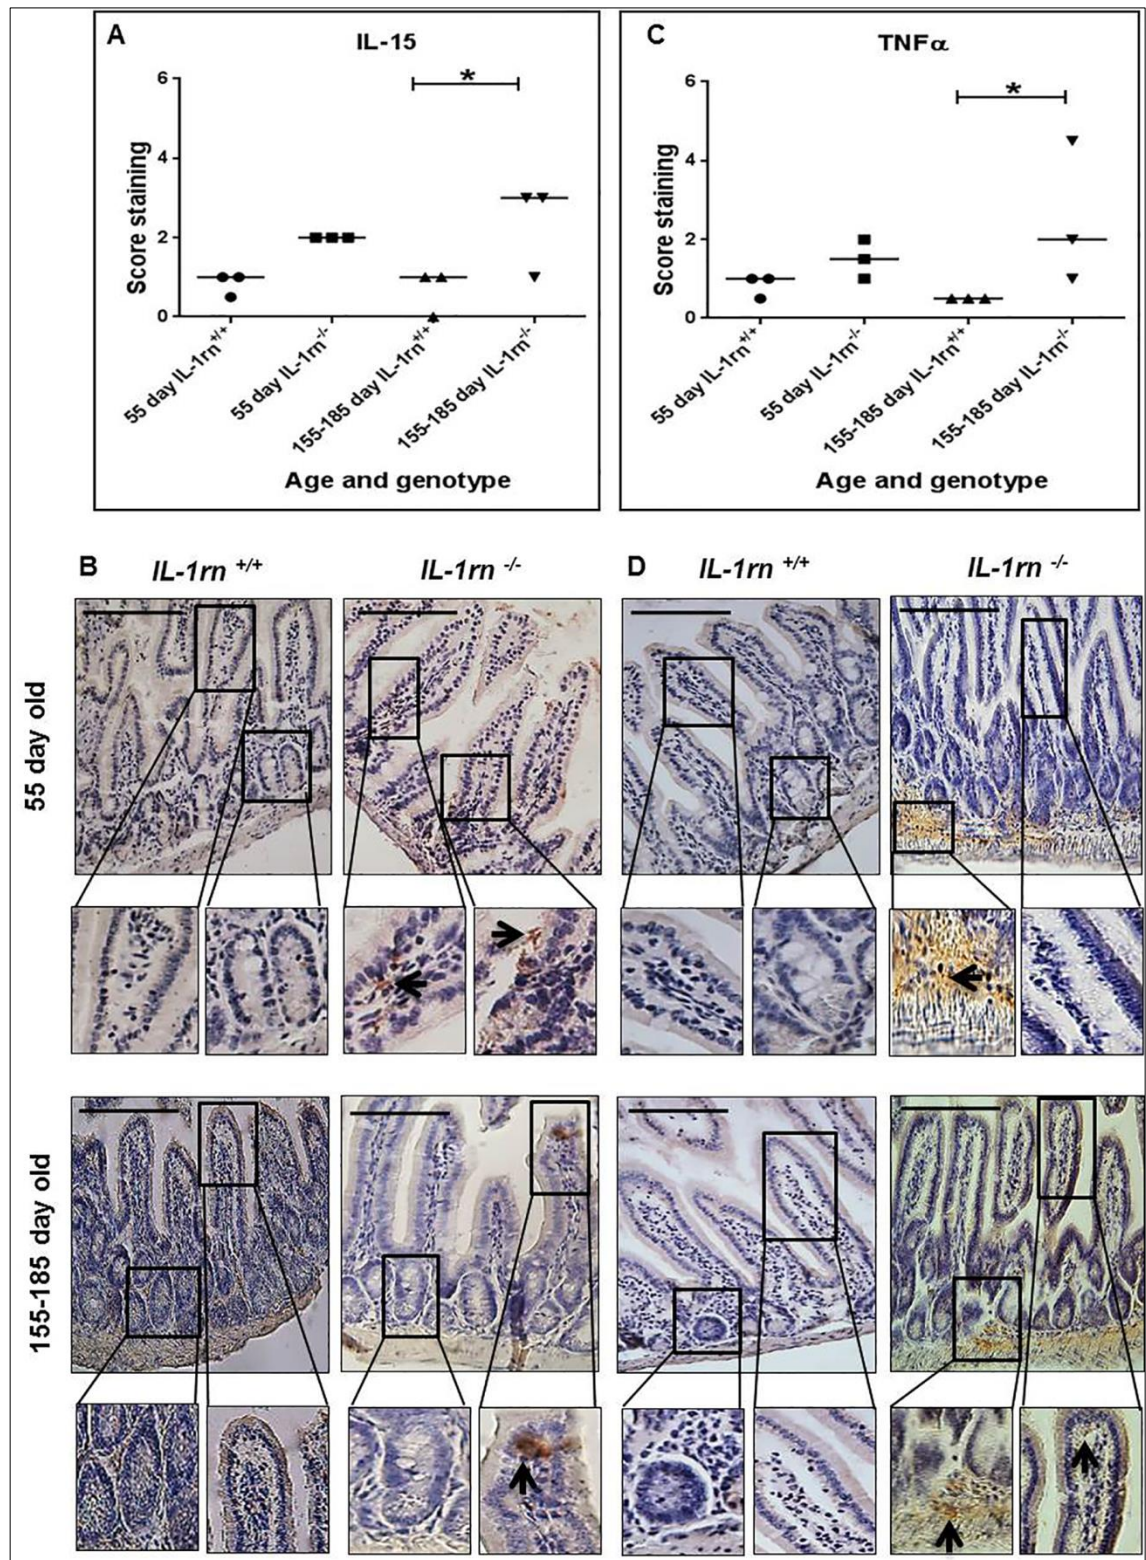 A
IL-15
*
6
4
2
0
Score staining
55 day IL-1rn+/+
55 day IL-1rn-/-
155-185 day IL-1rn+/+
155-185 day IL-1rn-/-
Age and genotype
C
TNFα
*
6
4
2
0
Score staining
55 day IL-1rn+/+
55 day IL-1rn-/-
155-185 day IL-1rn+/+
155-185 day IL-1rn-/-
Age and genotype
B
IL-1rn +/+
IL-1rn -/-
D
IL-1rn +/+
IL-1rn -/-
55 day old
155-185 day old